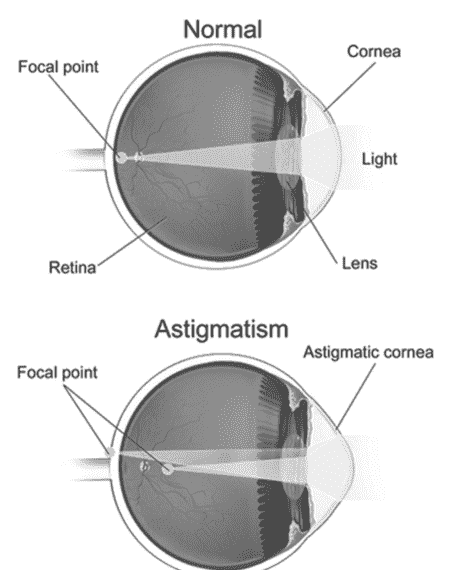 Normal
Focal point
Cornea
Light
Retina
Lens
Astigmatism
Focal point
Astigmatic cornea